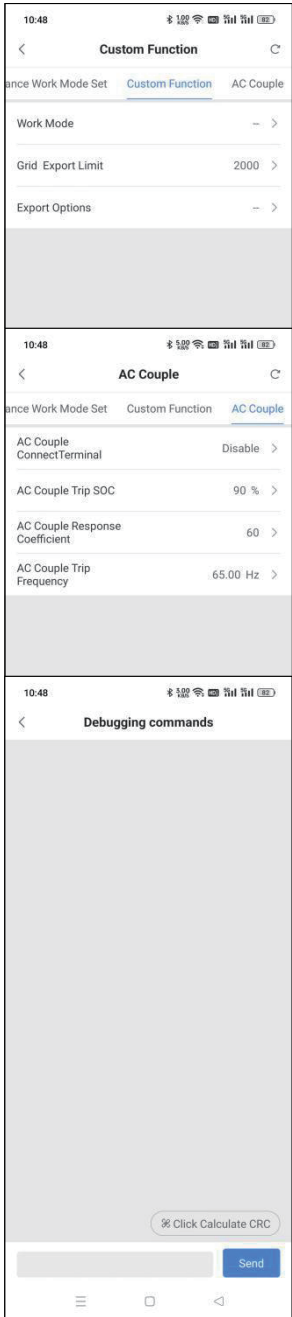 10:48
Custom Function
ance Work Mode Set Custom Function AC Couple
Work Mode –
Grid Export Limit 2000
Export Options –
10:48
AC Couple
ance Work Mode Set Custom Function AC Couple
AC Couple
ConnectTerminal Disable
AC Couple Trip SOC 90 %
AC Couple Response
Coefficient 60
AC Couple Trip
Frequency 65.00 Hz
10:48
Debugging commands
⌘ Click Calculate CRC
Send